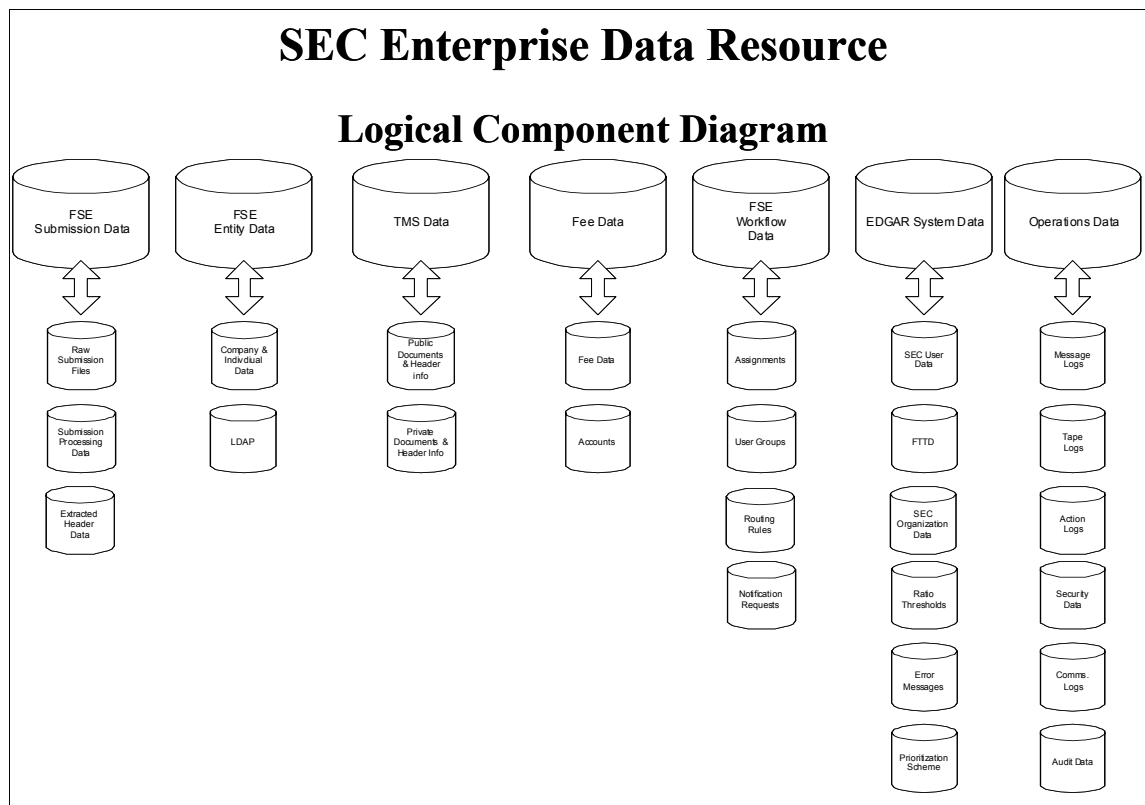 SEC Enterprise Data Resource
Logical Component Diagram
FSE
Submission Data
FSE
Entity Data
TMS Data
Fee Data
FSE
Workflow
Data
EDGAR System Data
Operations Data
Raw
Submission
Files
Company &
Indivdiual
Data
Public
Documents
& Header
info
Fee Data
Assignments
SEC User
Data
Message
Logs
Submission
Processing
Data
LDAP
Private
Documents &
Header Info
Accounts
User Groups
FTTD
Tape
Logs
Extracted
Header
Data
Routing
Rules
SEC
Organization
Data
Action
Logs
Notification
Requests
Ratio
Thresholds
Security
Data
Error
Messages
Comms.
Logs
Prioritization
Scheme
Audit Data